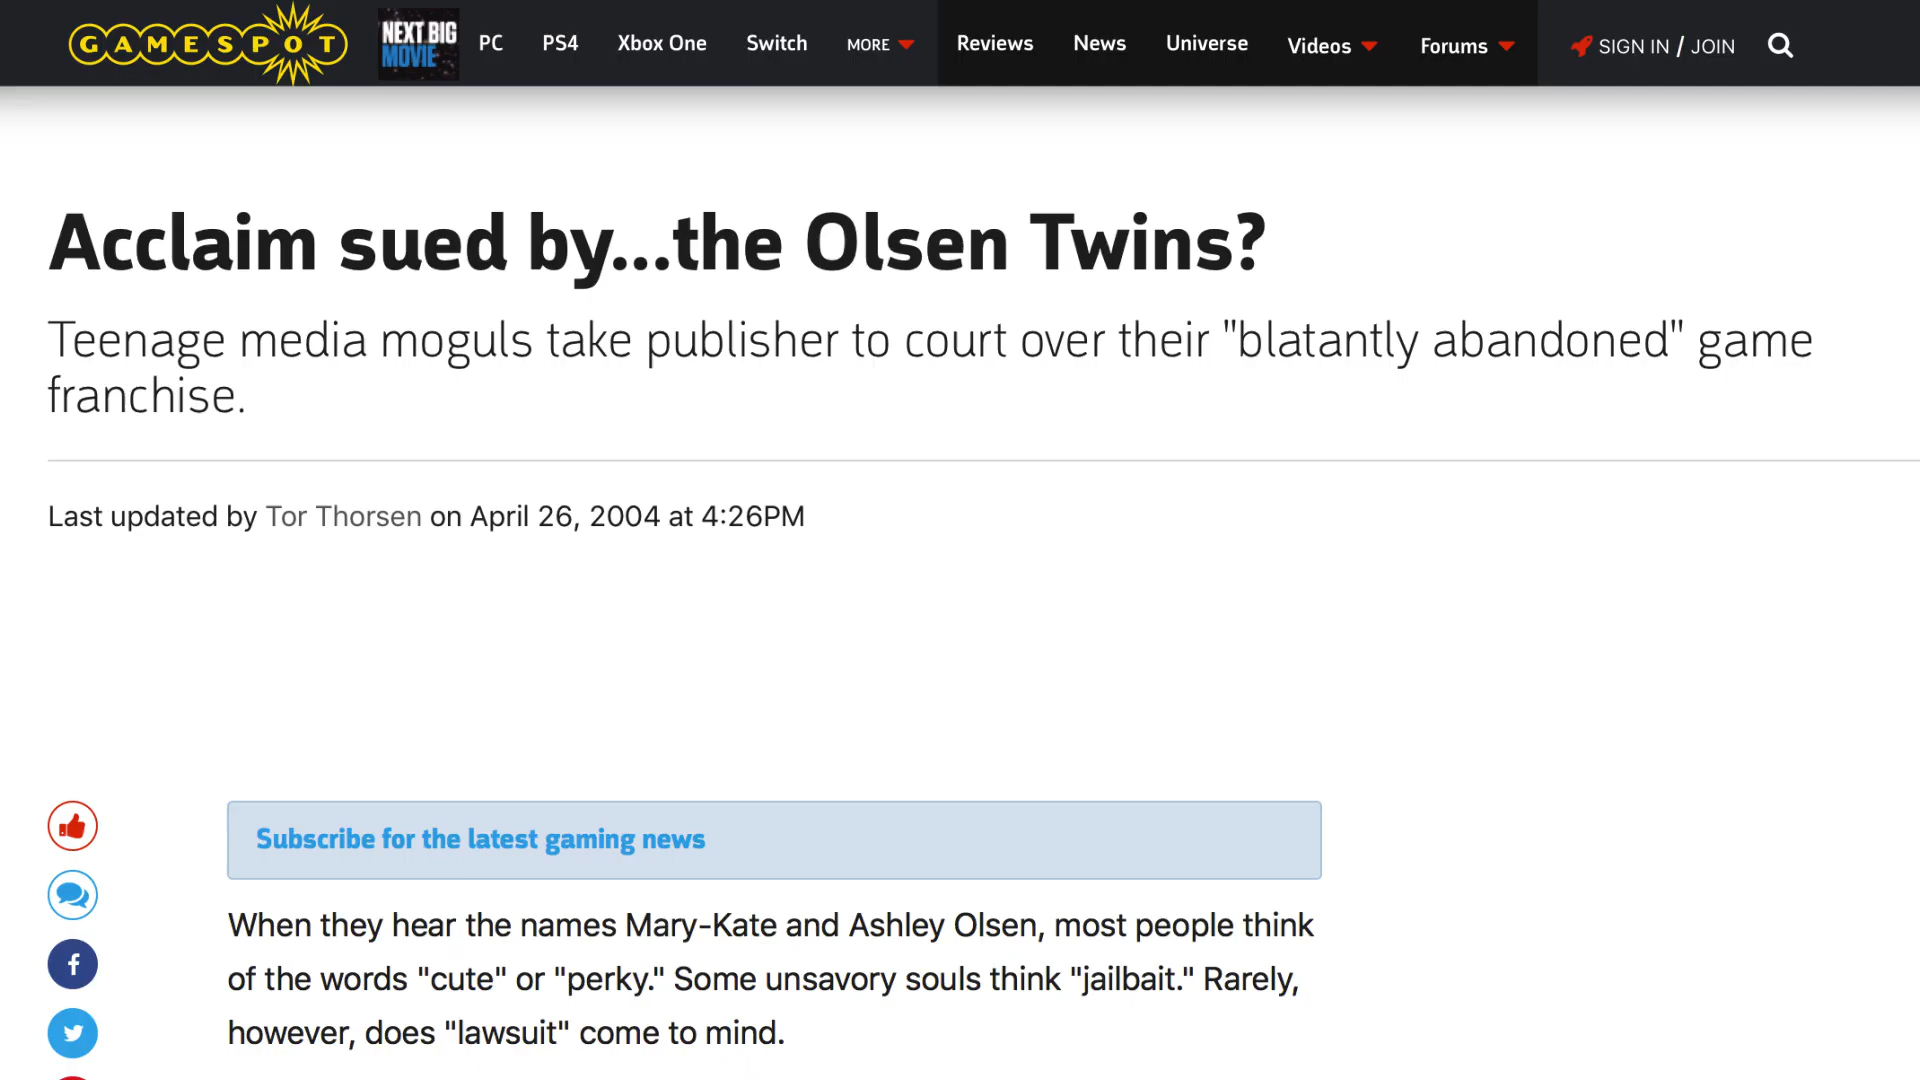 GAMESPOT
NEXT BIG
MOVIE
PC PS4 Xbox One Switch MORE Reviews News Universe Videos Forums SIGN IN / JOIN
Acclaim sued by...the Olsen Twins?
Teenage media moguls take publisher to court over their "blatantly abandoned" game
franchise.
Last updated by Tor Thorsen on April 26, 2004 at 4:26PM
Subscribe for the latest gaming news
When they hear the names Mary-Kate and Ashley Olsen, most people think
of the words "cute" or "perky." Some unsavory souls think "jailbait." Rarely,
however, does "lawsuit" come to mind.